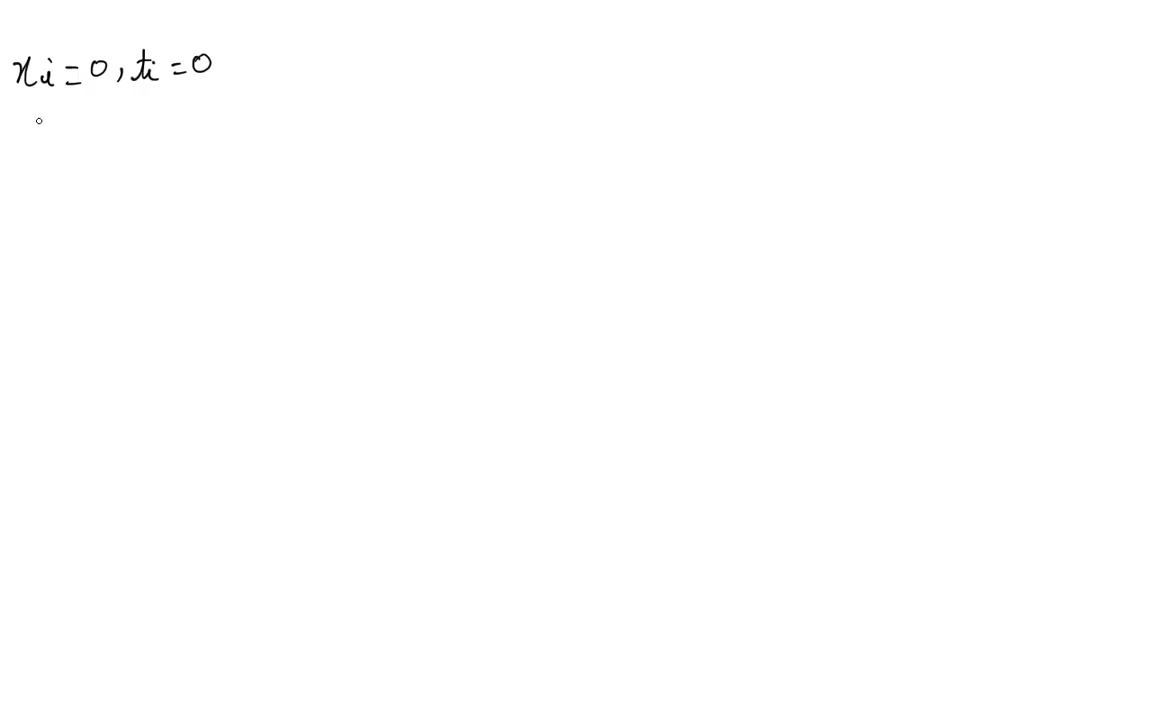 xi = 0, ti = 0